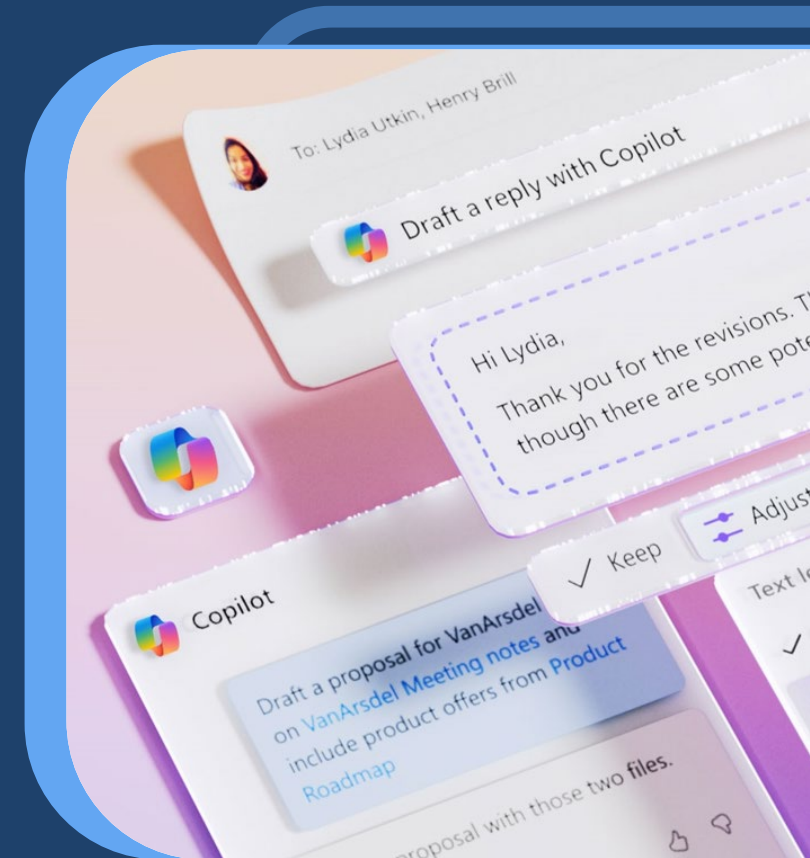 To: Lydia Utkin, Henry Brill
Draft a reply with Copilot
Hi Lydia,
Thank you for the revisions.
though there are some
Keep
Text
Copilot
Draft a proposal for VanArsdel
on VanArsdel Meeting notes and
include product offers from Product
Roadmap
proposal with those two files.